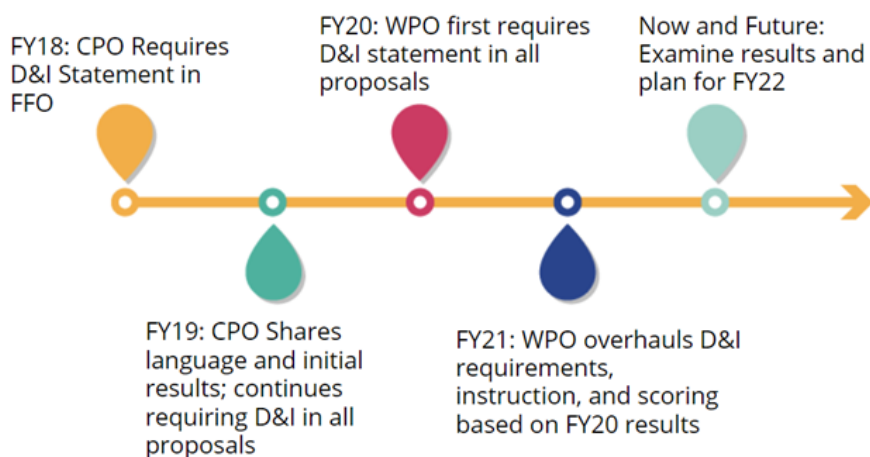 FY18: CPO Requires
D&I Statement in
FFO
FY20: WPO first requires
D&I statement in all
proposals
Now and Future:
Examine results and
plan for FY22
FY19: CPO Shares
language and initial
results; continues
requiring D&I in all
proposals
FY21: WPO overhauls D&I
requirements,
instruction, and scoring
based on FY20 results